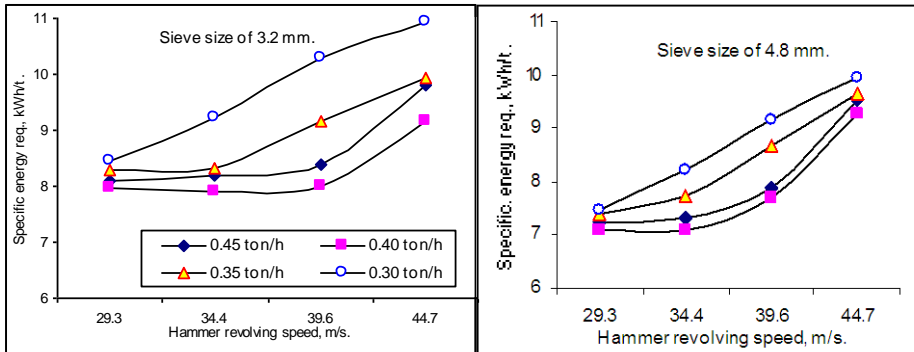 Sieve size of 3.2 mm.
Specific energy req., kWh/t.
11
10
9
8
7
6
0.45 ton/h
0.40 ton/h
0.35 ton/h
0.30 ton/h
29.3 34.4 39.6 44.7
Hammer revolving speed, m/s.
Sieve size of 4.8 mm.
Specific. energy req., kWh/t.
11
10
9
8
7
6
29.3 34.4 39.6 44.7
Hammer revolving speed, m/s.